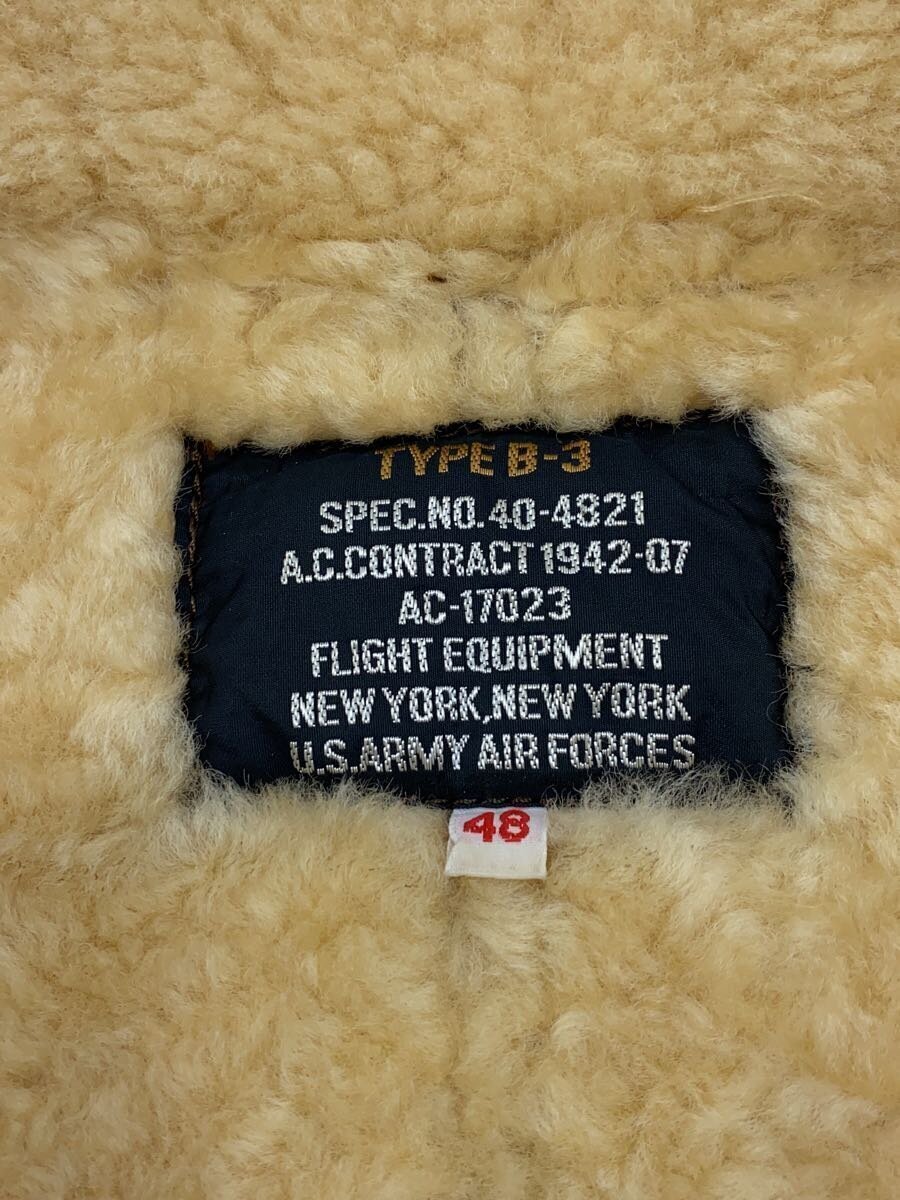 TYPE B-3
SPEC.NO.40-4821
A.C.CONTRACT 1942-07
AC-17023
FLIGHT EQUIPMENT
NEW YORK,NEW YORK
U.S.ARMY AIR FORCES
48